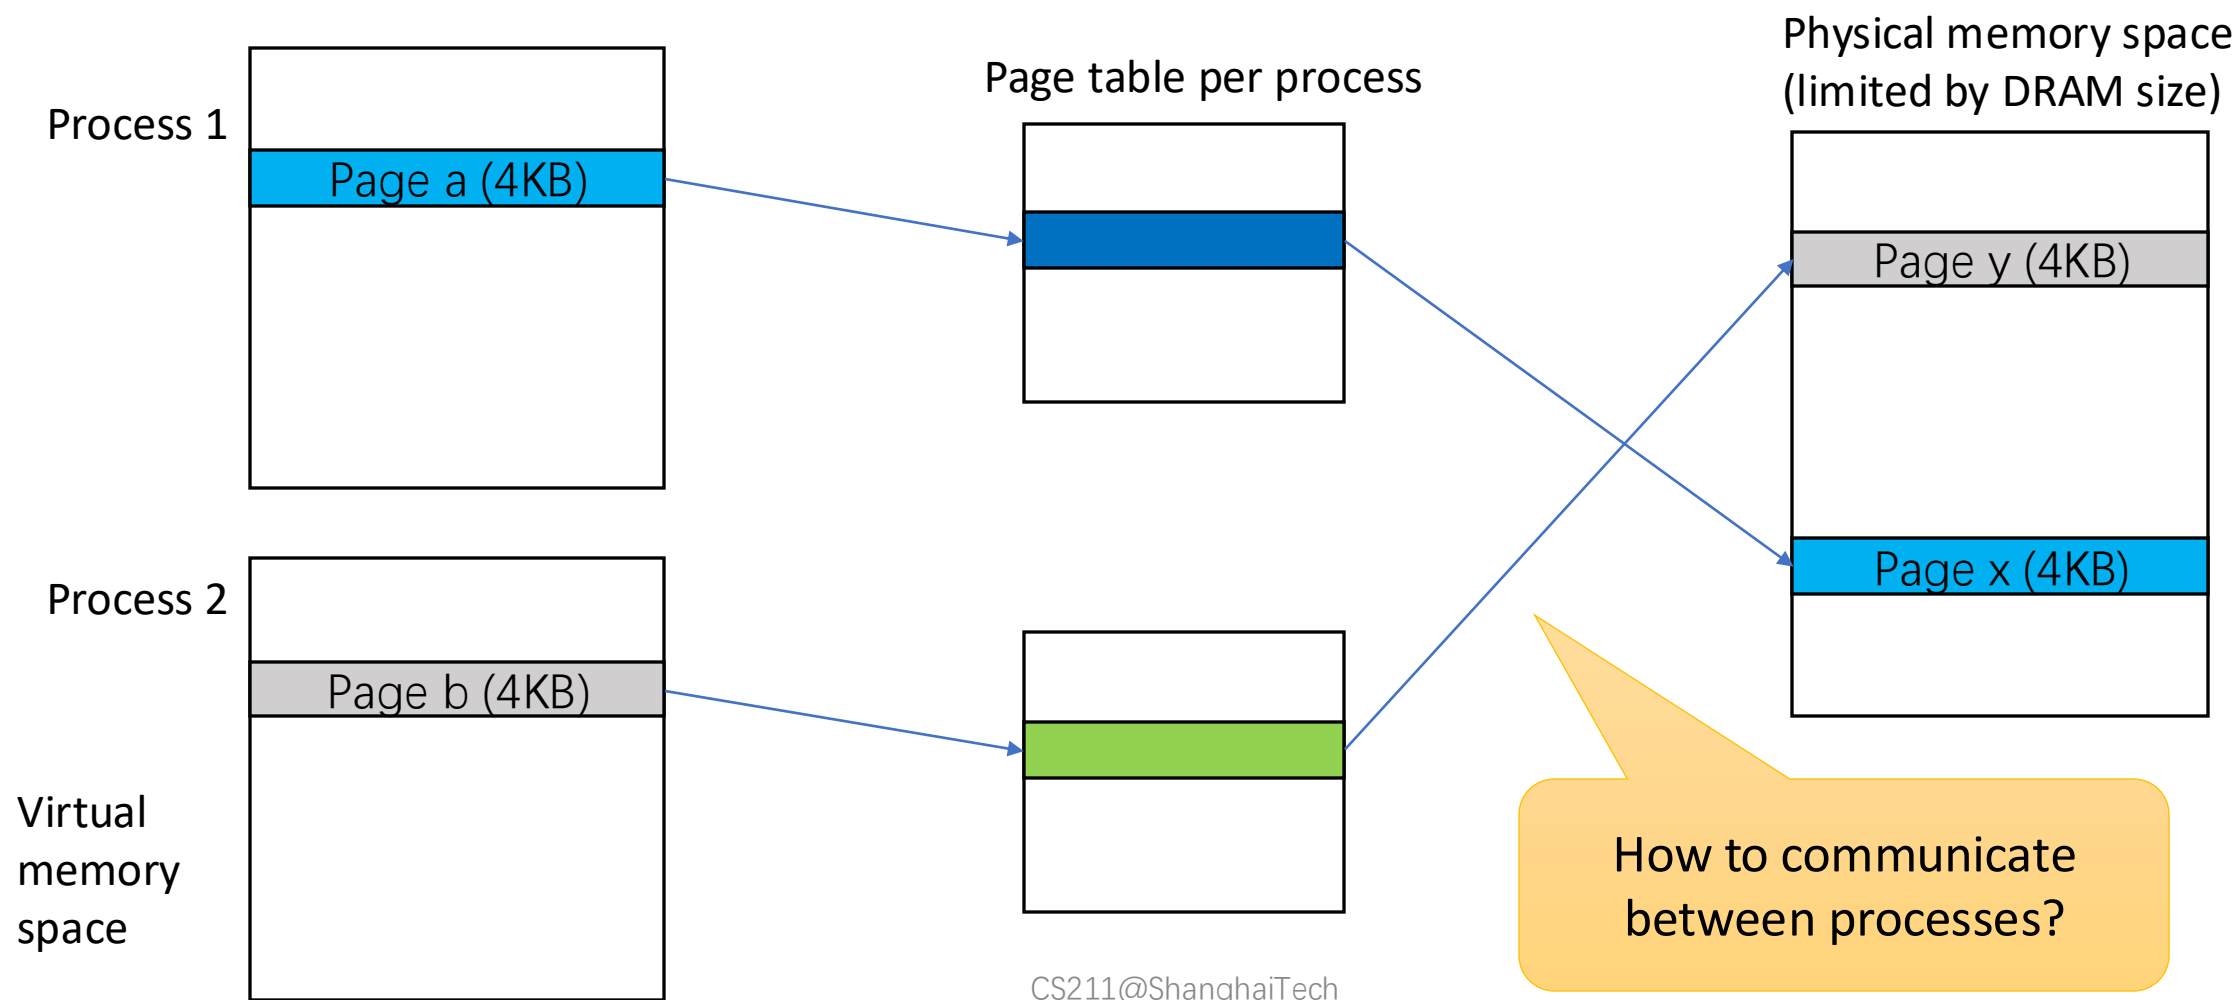 Physical memory space
(limited by DRAM size)
Page table per process
Process 1
Page a (4KB)
Page y (4KB)
Page x (4KB)
Process 2
Page b (4KB)
Virtual
memory
space
How to communicate
between processes?
CS211@ShanghaiTech